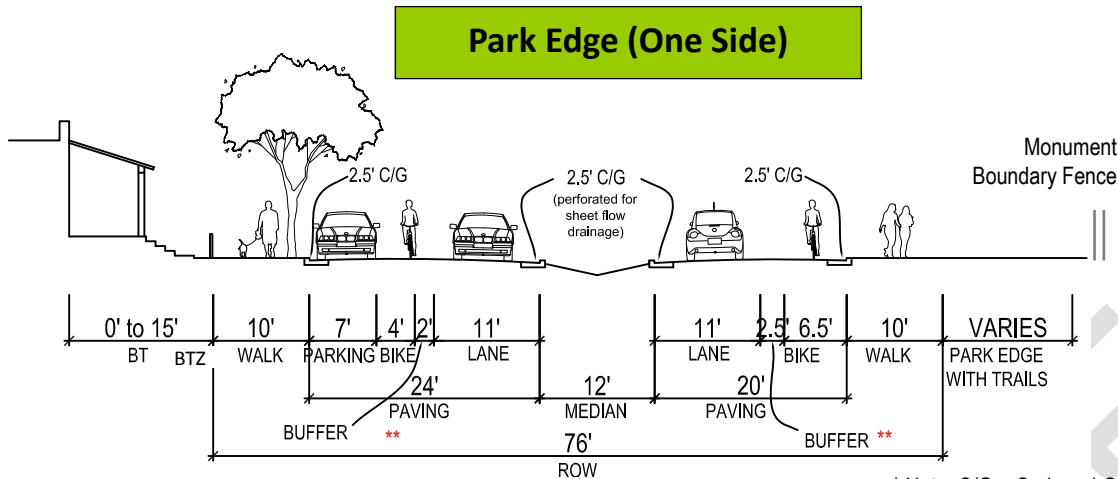 Park Edge (One Side)
Monument
Boundary Fence
2.5' C/G
2.5' C/G
(perforated for
sheet flow
drainage)
2.5' C/G
0' to 15'
BT
BTZ
10'
WALK
7'
PARKING
4'
BIKE
2'
11'
LANE
11'
LANE
2.5'
6.5'
BIKE
10'
WALK
VARIES
PARK EDGE
WITH TRAILS
24'
PAVING
12'
MEDIAN
20'
PAVING
BUFFER **
BUFFER **
76'
ROW